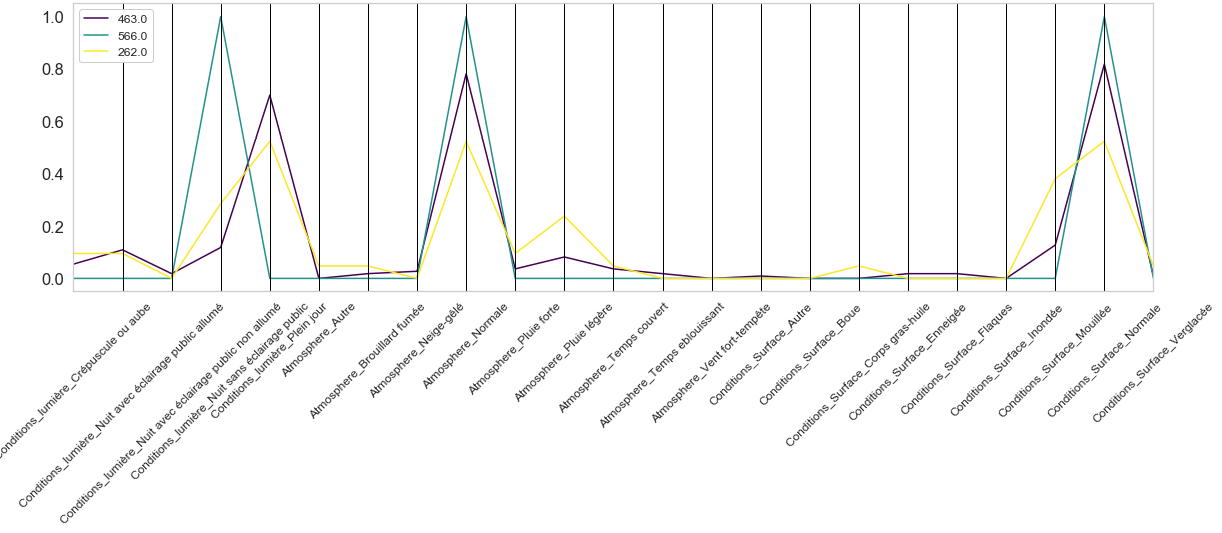 1.0
0.8
0.6
0.4
0.2
0.0
463.0
566.0
262.0
Conditions_lumière_Crépuscule ou aube
Conditions_lumière_Nuit avec éclairage public allumé
Conditions_lumière_Nuit avec éclairage public non allumé
Conditions_lumière_Nuit sans éclairage public
Conditions_lumière_Plein jour
Atmosphere_Autre
Atmosphere_Brouillard fumée
Atmosphere_Neige-gélé
Atmosphere_Normale
Atmosphere_Pluie forte
Atmosphere_Pluie légère
Atmosphere_Temps couvert
Atmosphere_Temps eblouissant
Atmosphere_Vent fort-tempête
Conditions_Surface_Autre
Conditions_Surface_Boue
Conditions_Surface_Corps gras-huile
Conditions_Surface_Enneigée
Conditions_Surface_Flaques
Conditions_Surface_Inondée
Conditions_Surface_Mouillée
Conditions_Surface_Normale
Conditions_Surface_Verglacée